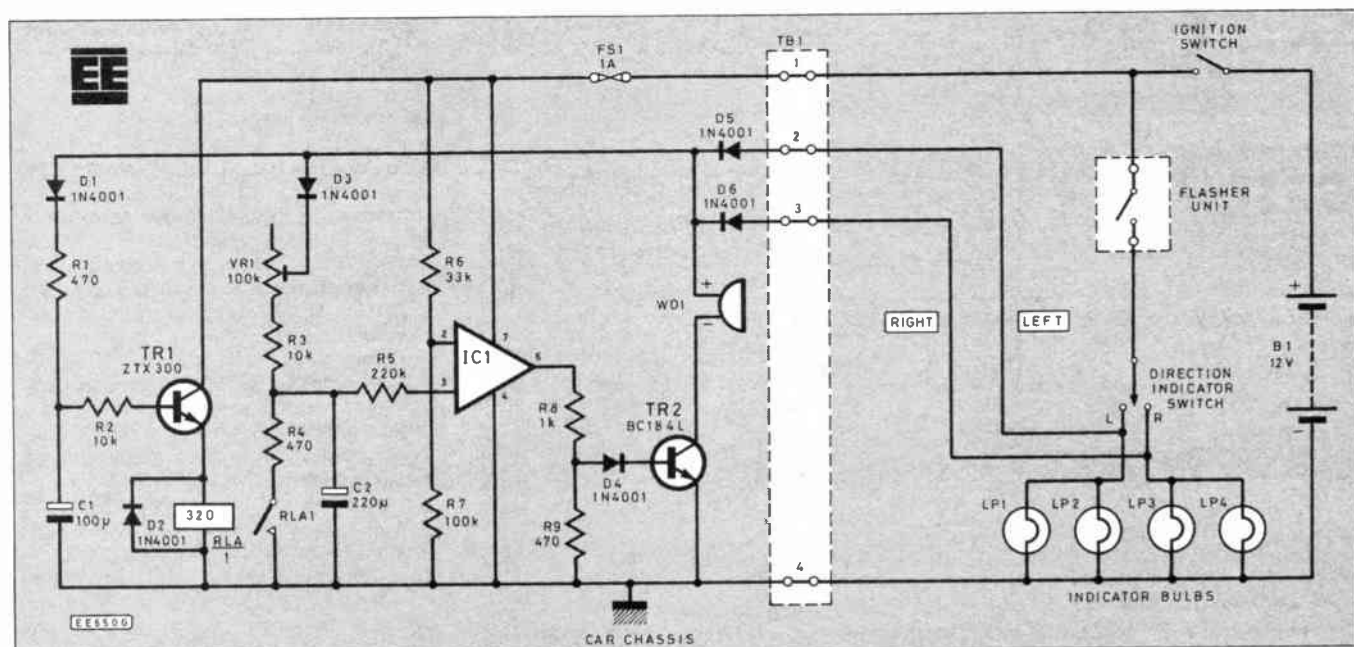 EE
FS1
1A
TB1
IGNITION
SWITCH
1
D5
1N4001
2
D1
1N4001
D3
1N4001
D6
1N4001
3
FLASHER
UNIT
R1
470
VR1
100k
R6
33k
WD1
+
−
RIGHT
LEFT
+
B1
12V
−
TR1
ZTX300
R3
10k
2
7
IC1
6
3
4
R5
220k
DIRECTION
INDICATOR
SWITCH
L
R
R2
10k
R4
470
R8
1k
TR2
BC184L
D4
1N4001
C1
100µ
D2
1N4001
320
RLA
1
RLA1
C2
220µ
R7
100k
R9
470
LP1
LP2
LP3
LP4
4
INDICATOR BULBS
EE650G
CAR CHASSIS